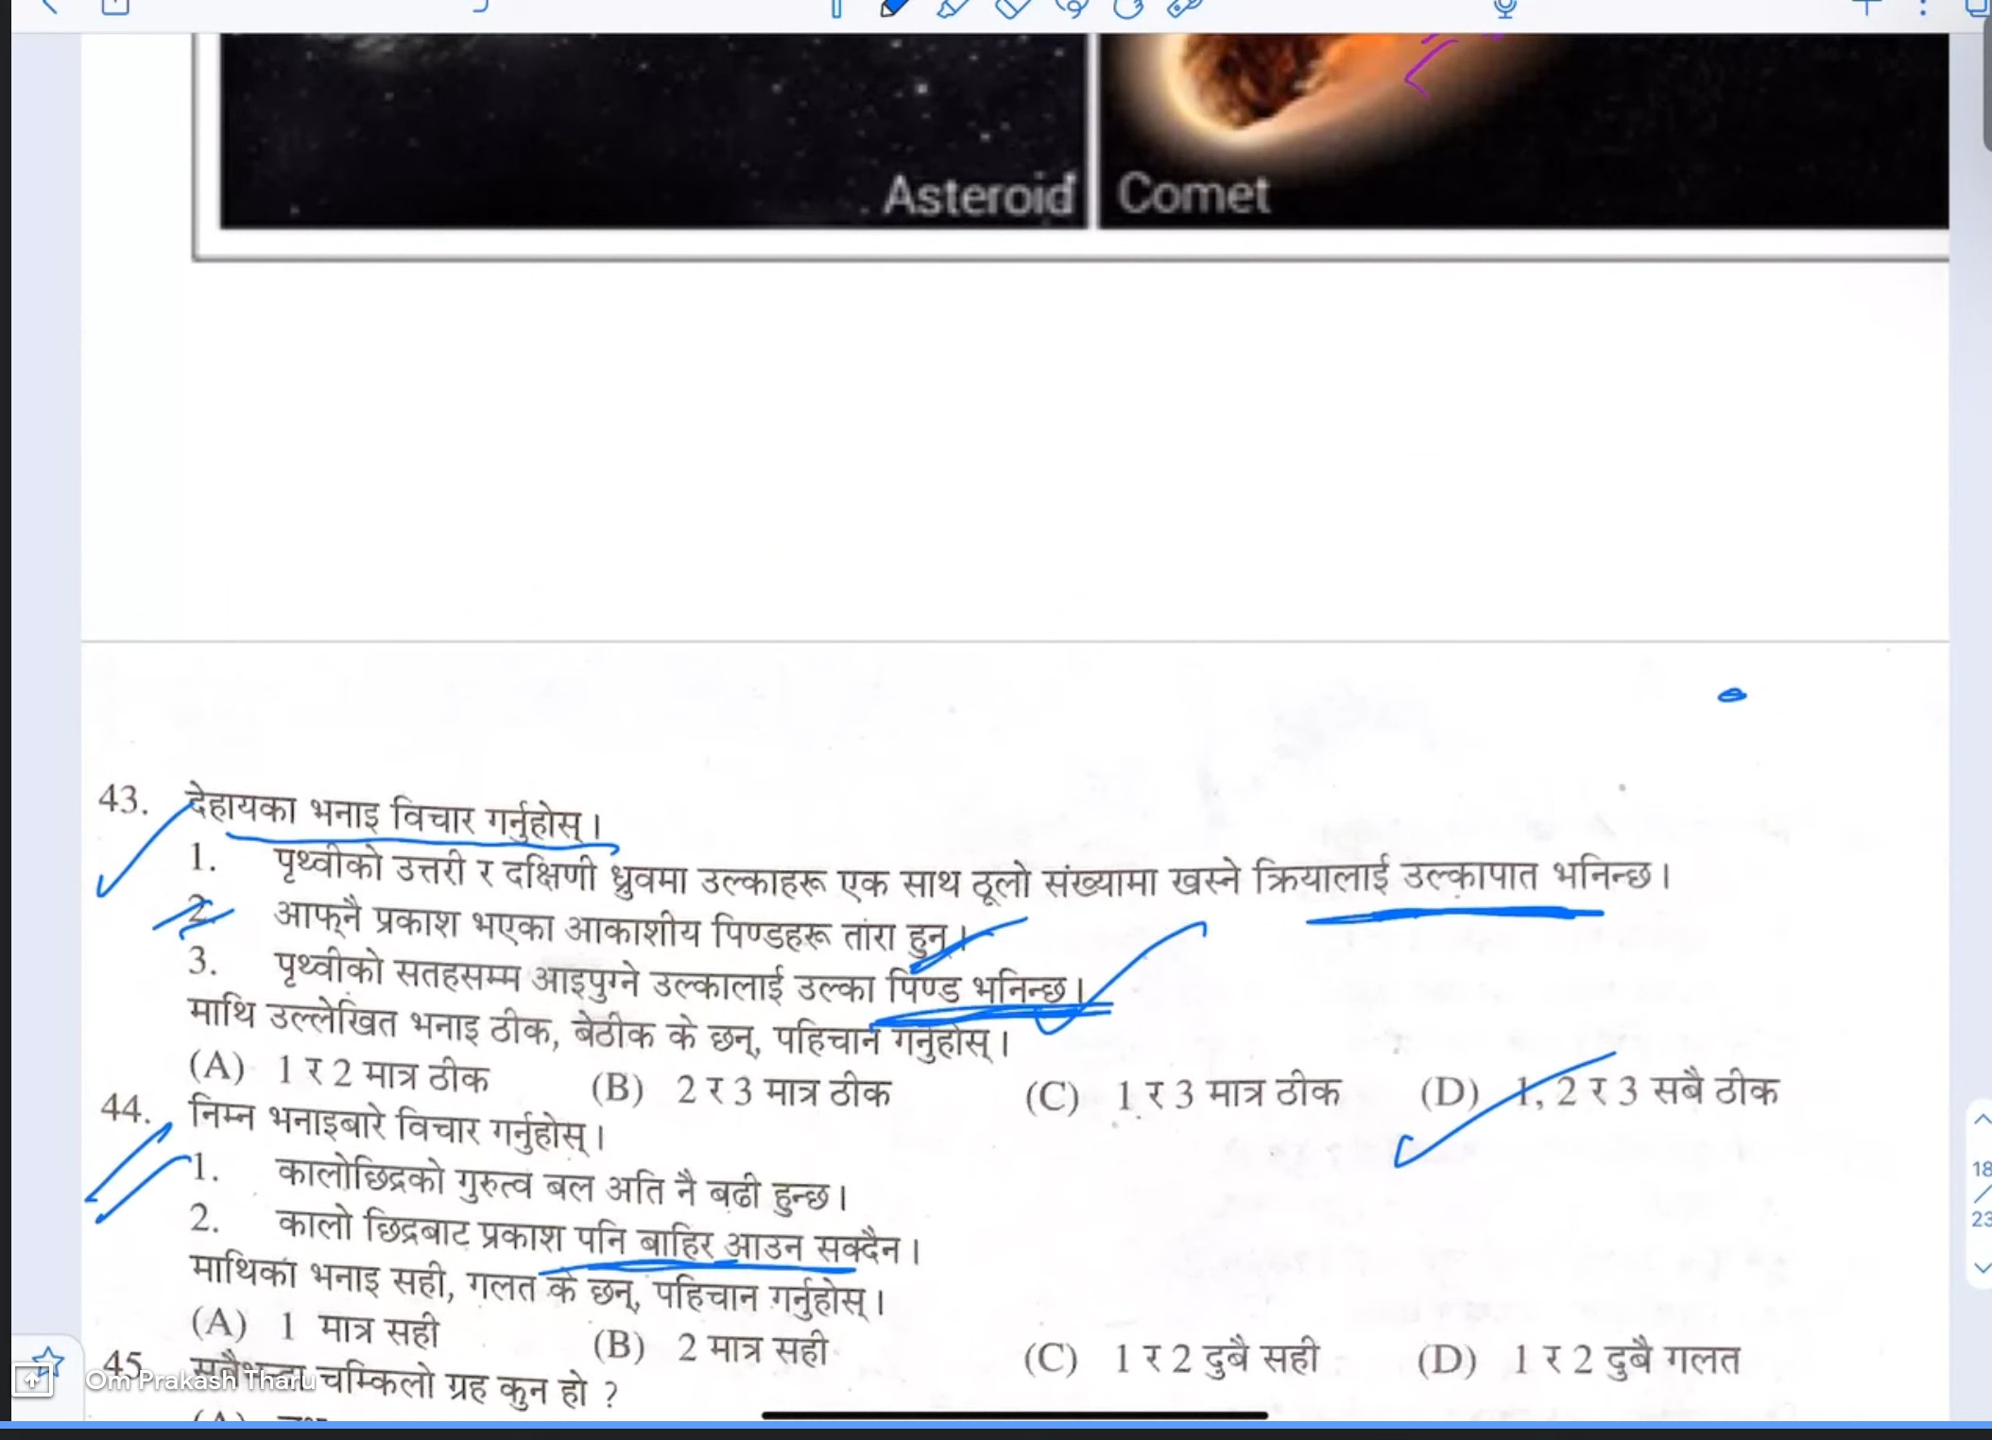 Asteroid Comet
43. देहायका भनाइ विचार गर्नुहोस् ।
1. पृथ्वीको उत्तरी र दक्षिणी ध्रुवमा उल्काहरू एक साथ ठूलो संख्यामा खस्ने क्रियालाई उल्कापात भनिन्छ ।
2. आफ्नै प्रकाश भएका आकाशीय पिण्डहरू तारा हुन् ।
3. पृथ्वीको सतहसम्म आइपुग्ने उल्कालाई उल्का पिण्ड भनिन्छ ।
माथि उल्लेखित भनाइ ठीक, बेठीक के छन्, पहिचान गर्नुहोस् ।
(A) 1 र 2 मात्र ठीक (B) 2 र 3 मात्र ठीक (C) 1 र 3 मात्र ठीक (D) 1, 2 र 3 सबै ठीक
44. निम्न भनाइबारे विचार गर्नुहोस् ।
1. कालोछिद्रको गुरुत्व बल अति नै बढी हुन्छ ।
2. कालो छिद्रबाट प्रकाश पनि बाहिर आउन सक्दैन ।
माथिका भनाइ सही, गलत के छन्, पहिचान गर्नुहोस् ।
(A) 1 मात्र सही (B) 2 मात्र सही (C) 1 र 2 दुबै सही (D) 1 र 2 दुबै गलत
45. सबैभन्दा चम्किलो ग्रह कुन हो ?
Om Prakash Tharu
(A)
18
/
23